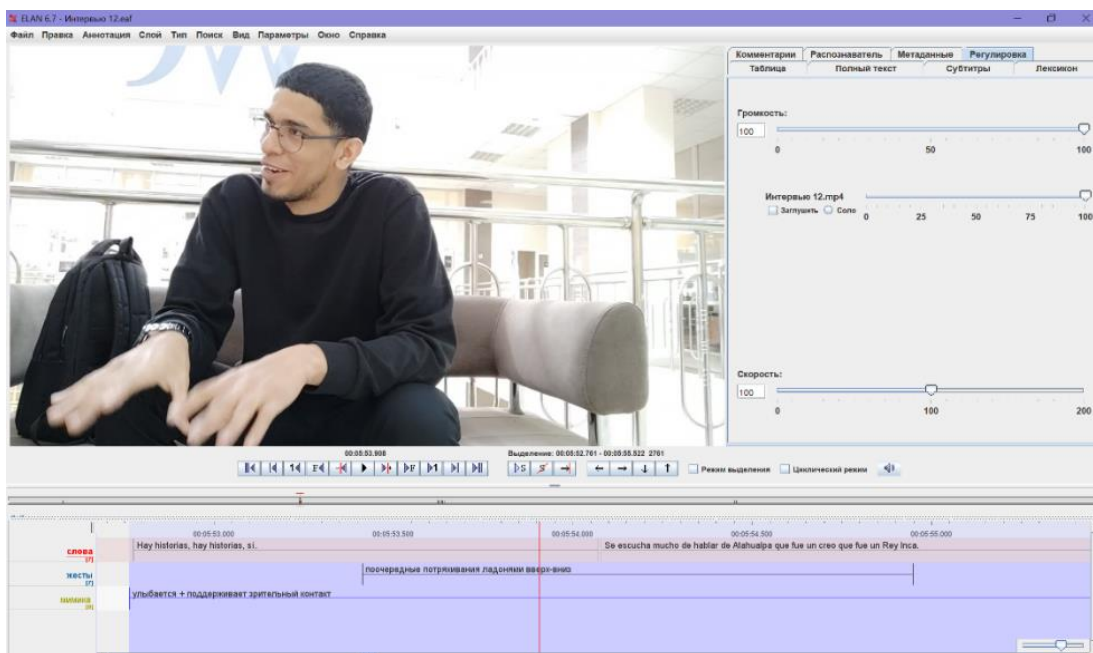 ELAN 6.7 - Интервью 12.eaf
Файл Правка Аннотация Слой Тип Поиск Вид Параметры Окно Справка
Комментарии Распознаватель Метаданные Регулировка
Таблица Полный текст Субтитры Лексикон
Громкость:
100
0 50 100
Интервью 12.mp4
Заглушить Соло
0 25 50 75 100
Скорость:
100
0 100 200
00:05:53.908
Выделение: 00:05:52.761 - 00:05:55.522 2761
Режим выделения Циклический режим
00:05:53.000 00:05:53.500 00:05:54.000 00:05:54.500 00:05:55.000
слова
Hay historias, hay historias, sí. Se escucha mucho de hablar de Atahualpa que fue un creo que fue un Rey Inca.
жесты
поочередные потряхивания ладонями вверх-вниз
мимика
улыбается + поддерживает зрительный контакт